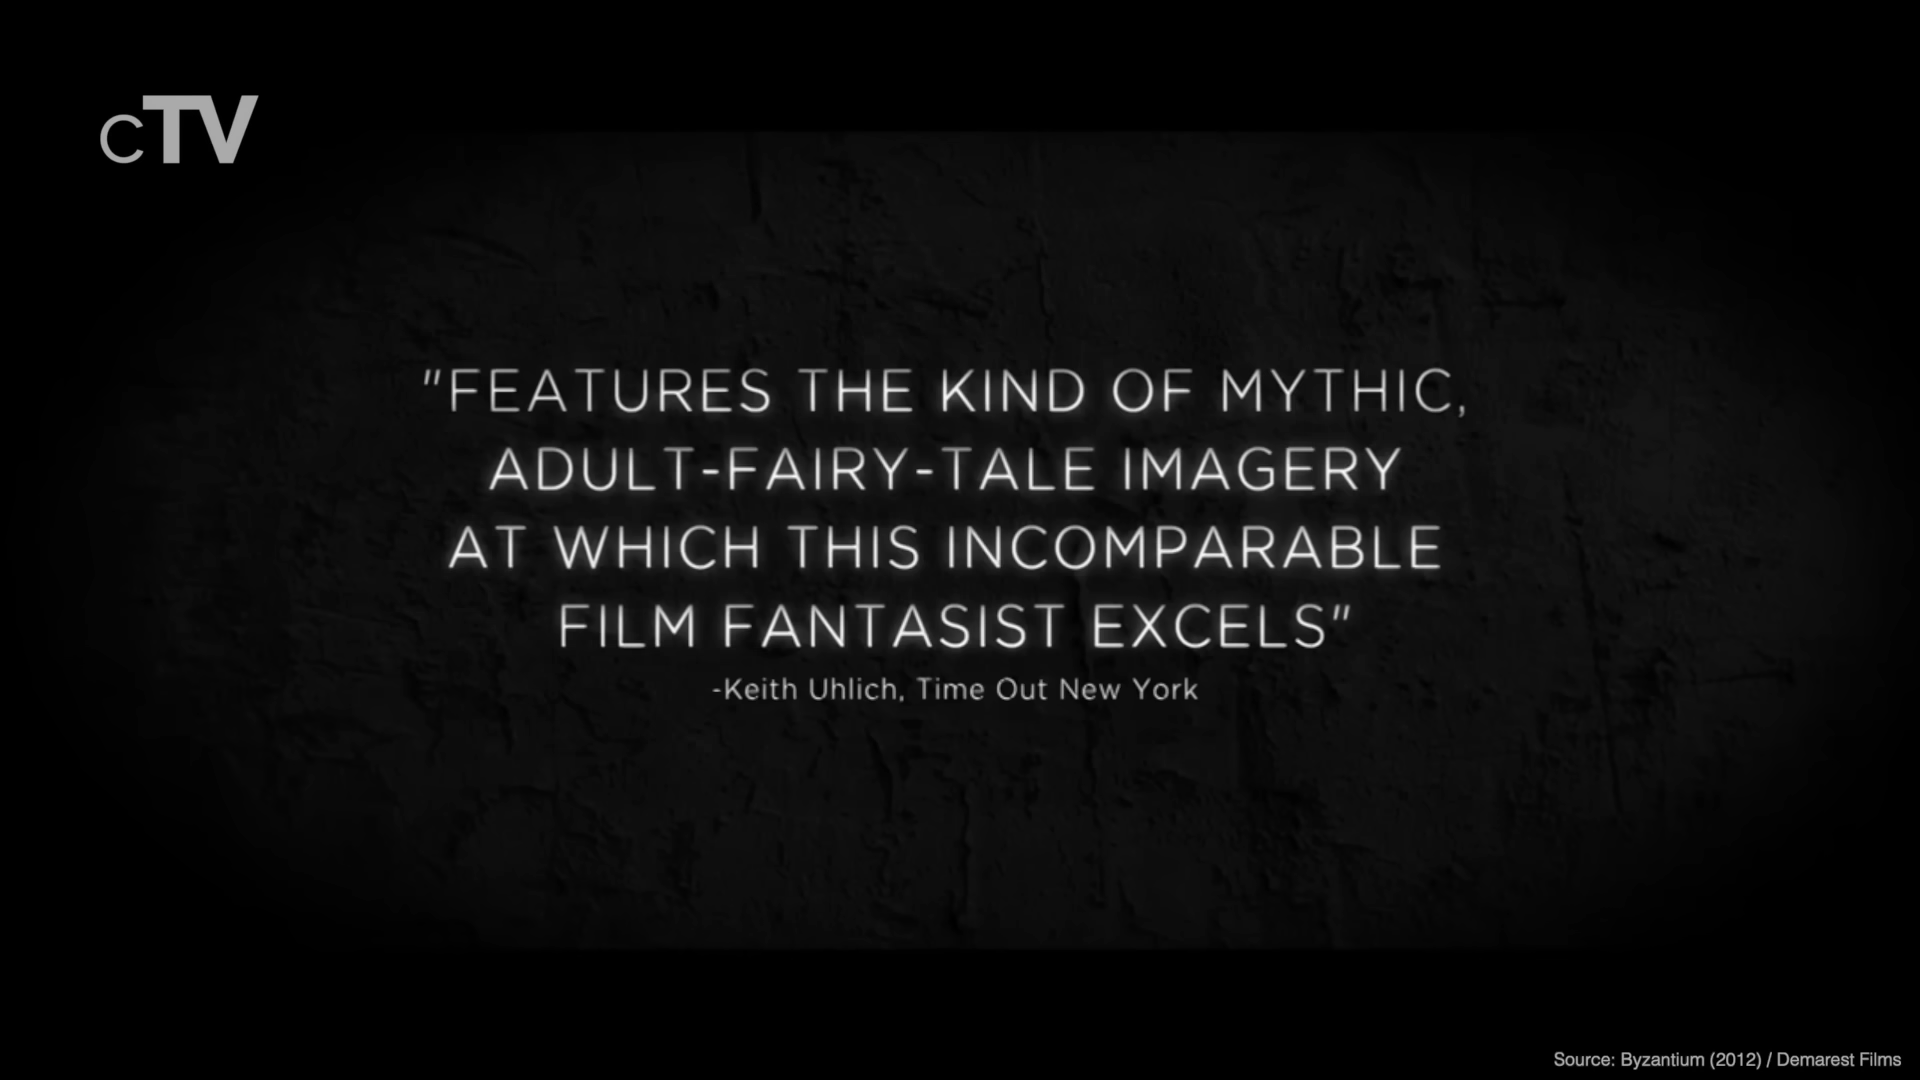 cTV
"FEATURES THE KIND OF MYTHIC,
ADULT-FAIRY-TALE IMAGERY
AT WHICH THIS INCOMPARABLE
FILM FANTASIST EXCELS"
-Keith Uhlich, Time Out New York
Source: Byzantium (2012) / Demarest Films